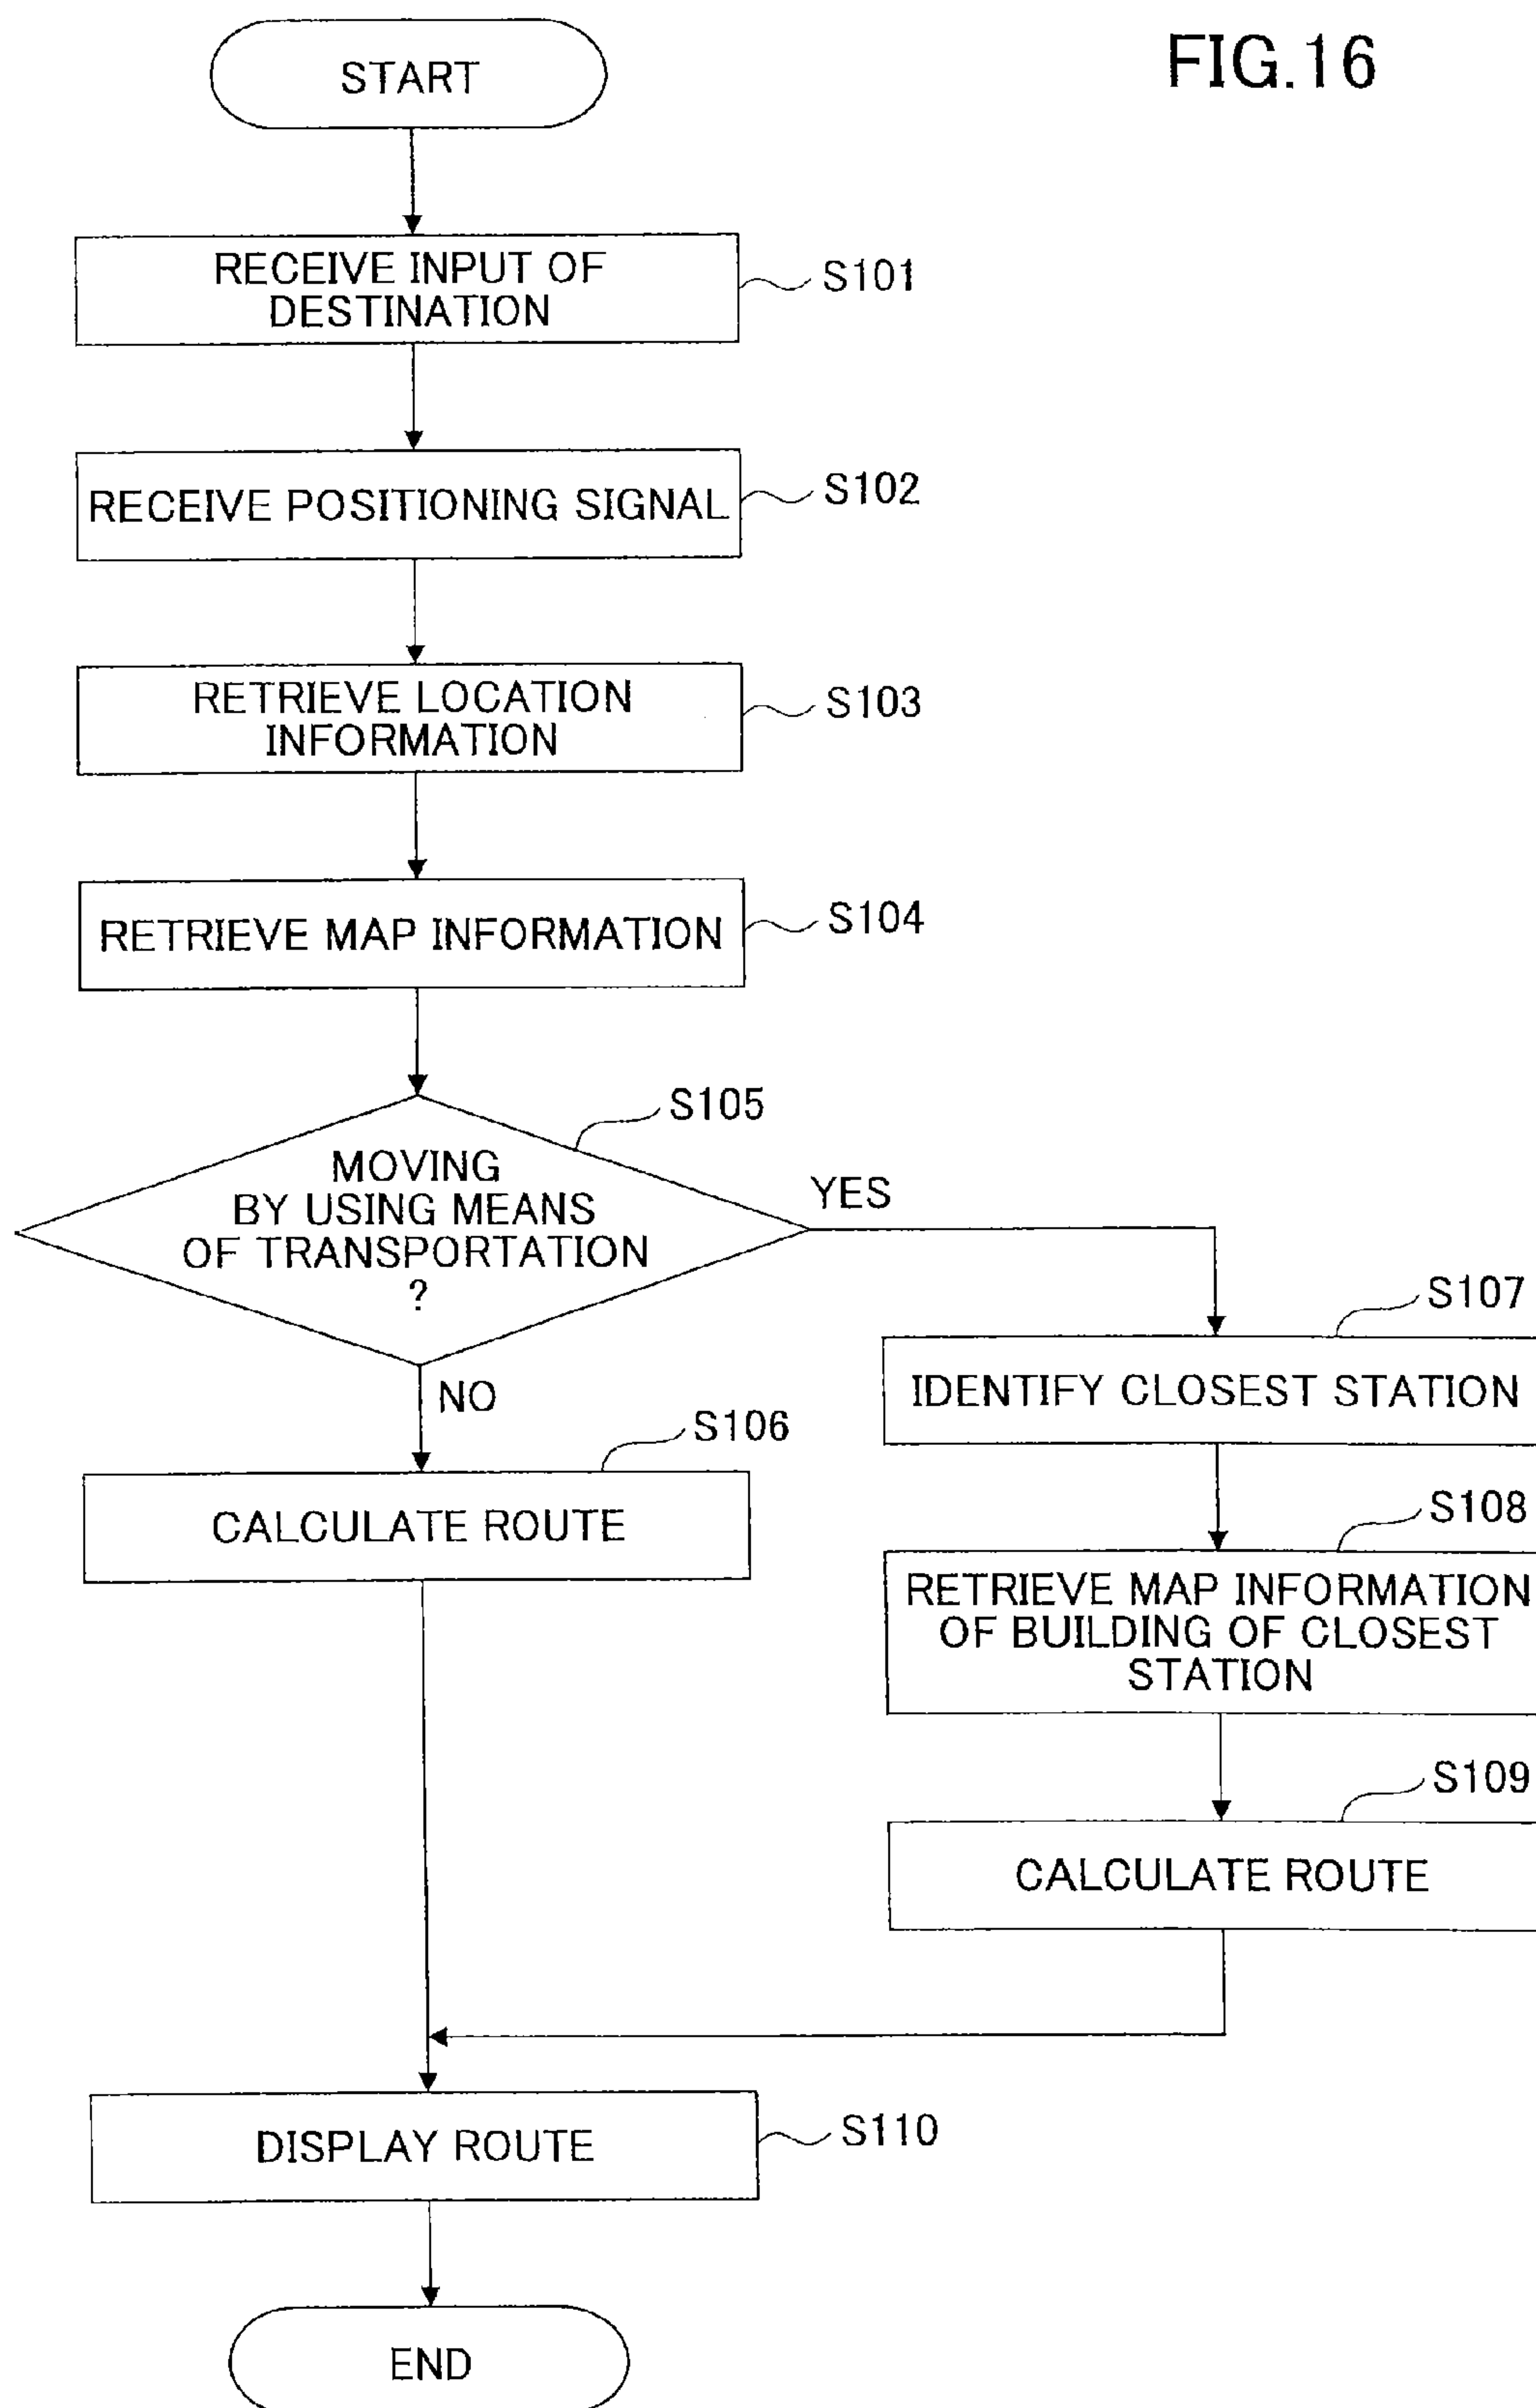 FIG.16
START
RECEIVE INPUT OF
DESTINATION
S101
RECEIVE POSITIONING SIGNAL
S102
RETRIEVE LOCATION
INFORMATION
S103
RETRIEVE MAP INFORMATION
S104
S105
MOVING
BY USING MEANS
OF TRANSPORTATION
?
YES
NO
S106
CALCULATE ROUTE
S107
IDENTIFY CLOSEST STATION
S108
RETRIEVE MAP INFORMATION
OF BUILDING OF CLOSEST
STATION
S109
CALCULATE ROUTE
DISPLAY ROUTE
S110
END